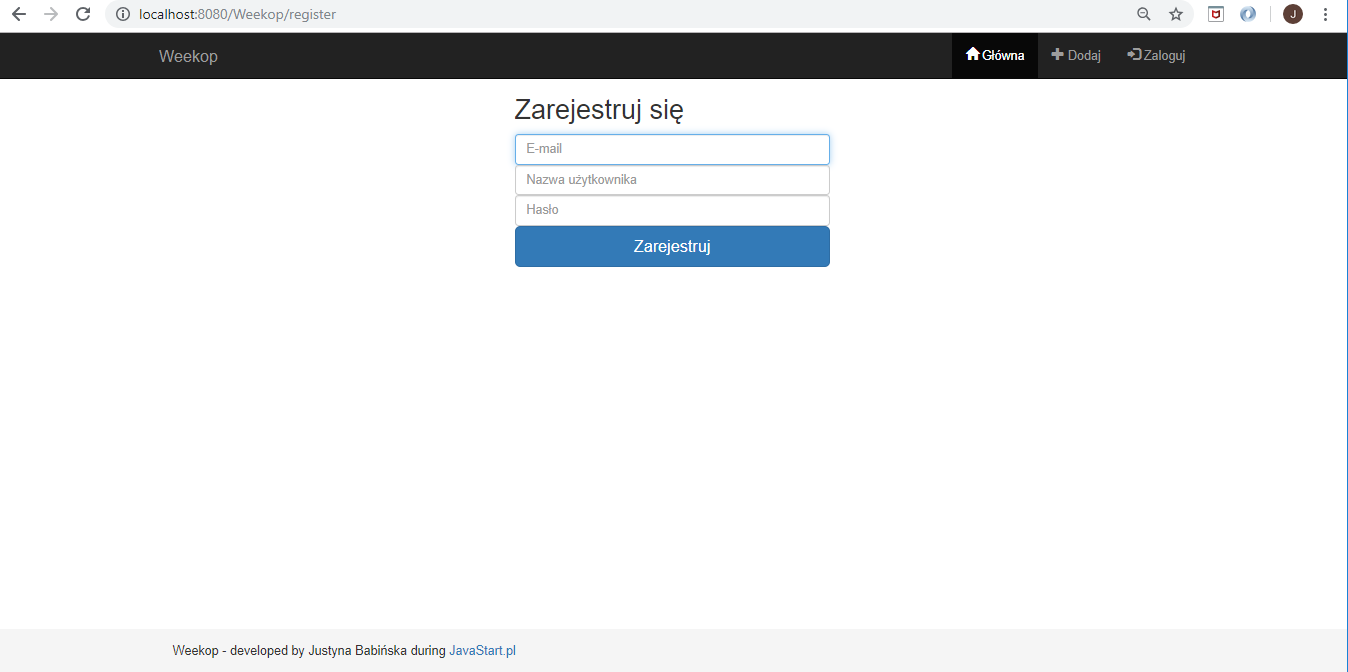 localhost:8080/Weekop/register
J
Weekop Główna Dodaj Zaloguj
Zarejestruj się
E-mail
Nazwa użytkownika
Hasło
Zarejestruj
Weekop - developed by Justyna Babińska during JavaStart.pl